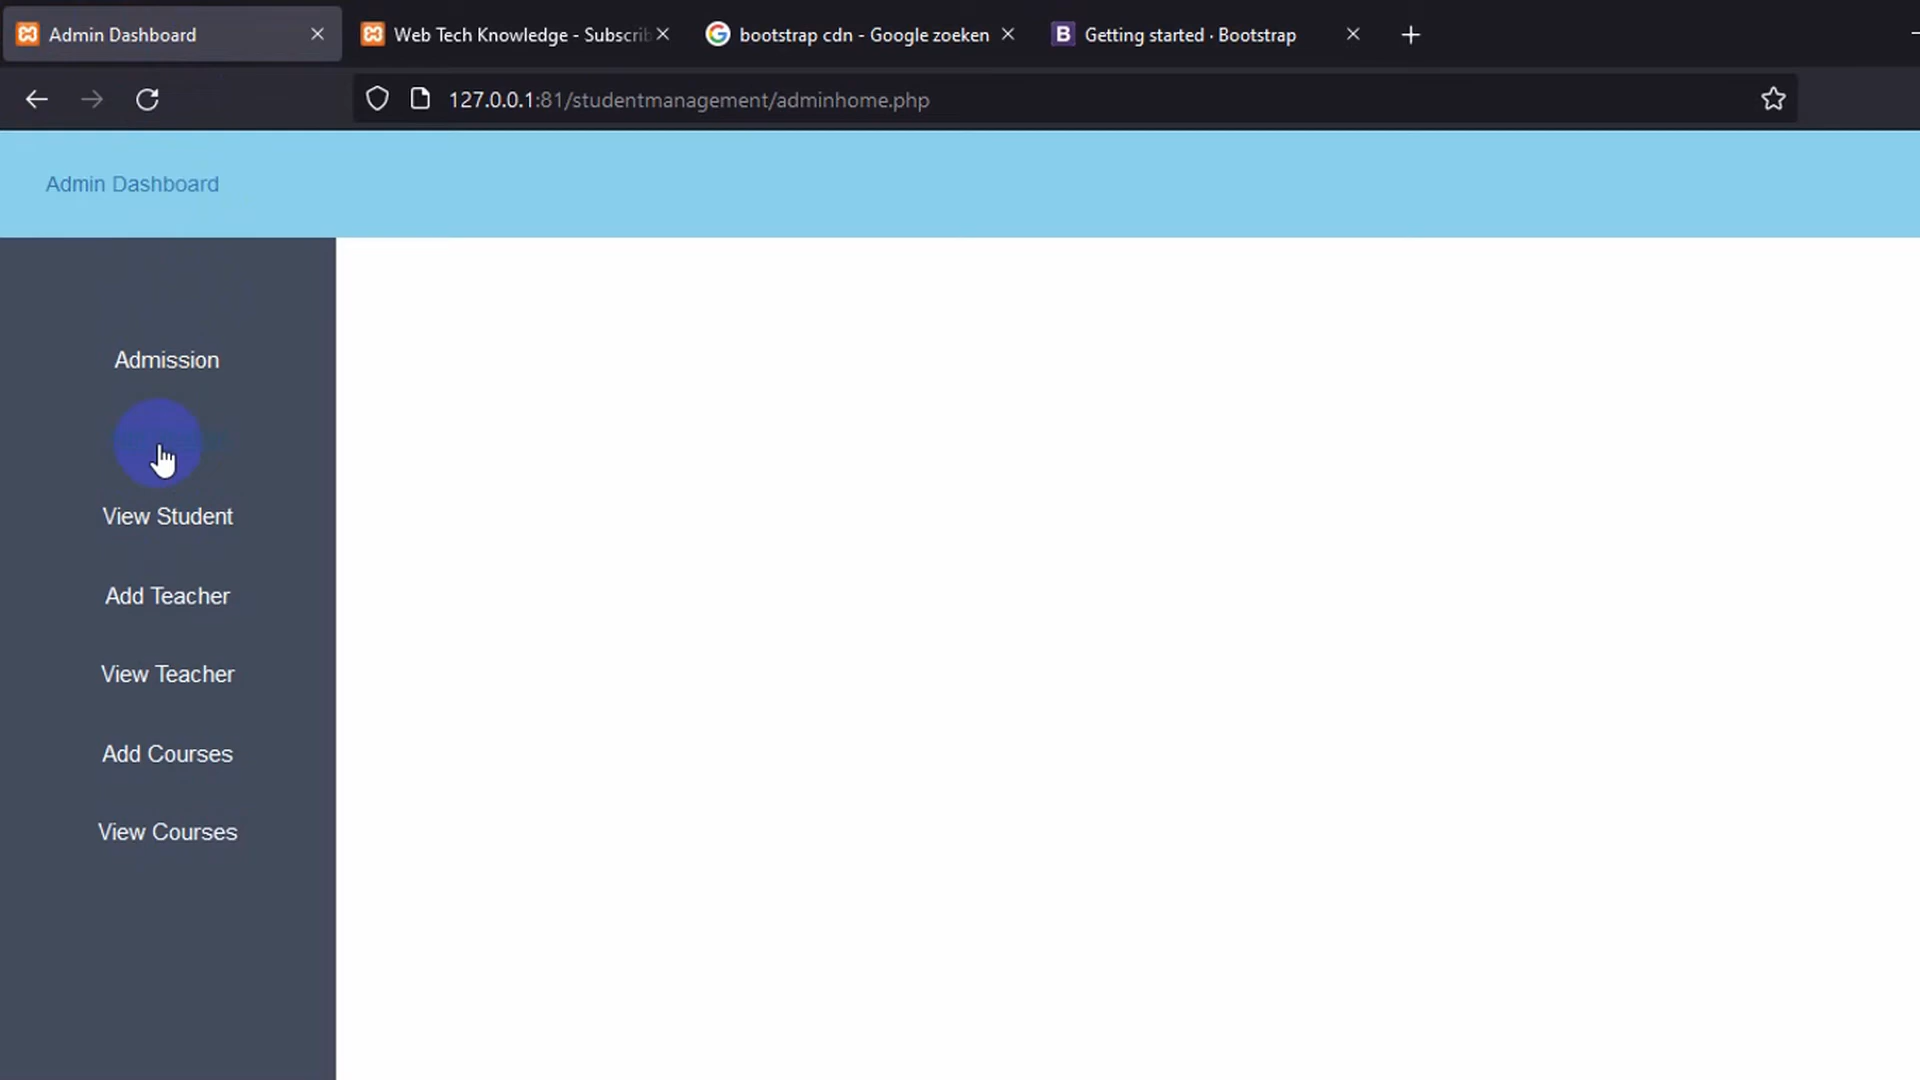 Admin Dashboard
Web Tech Knowledge - Subscrib
bootstrap cdn - Google zoeken
Getting started · Bootstrap
127.0.0.1:81/studentmanagement/adminhome.php
Admin Dashboard
Admission
View Student
Add Teacher
View Teacher
Add Courses
View Courses